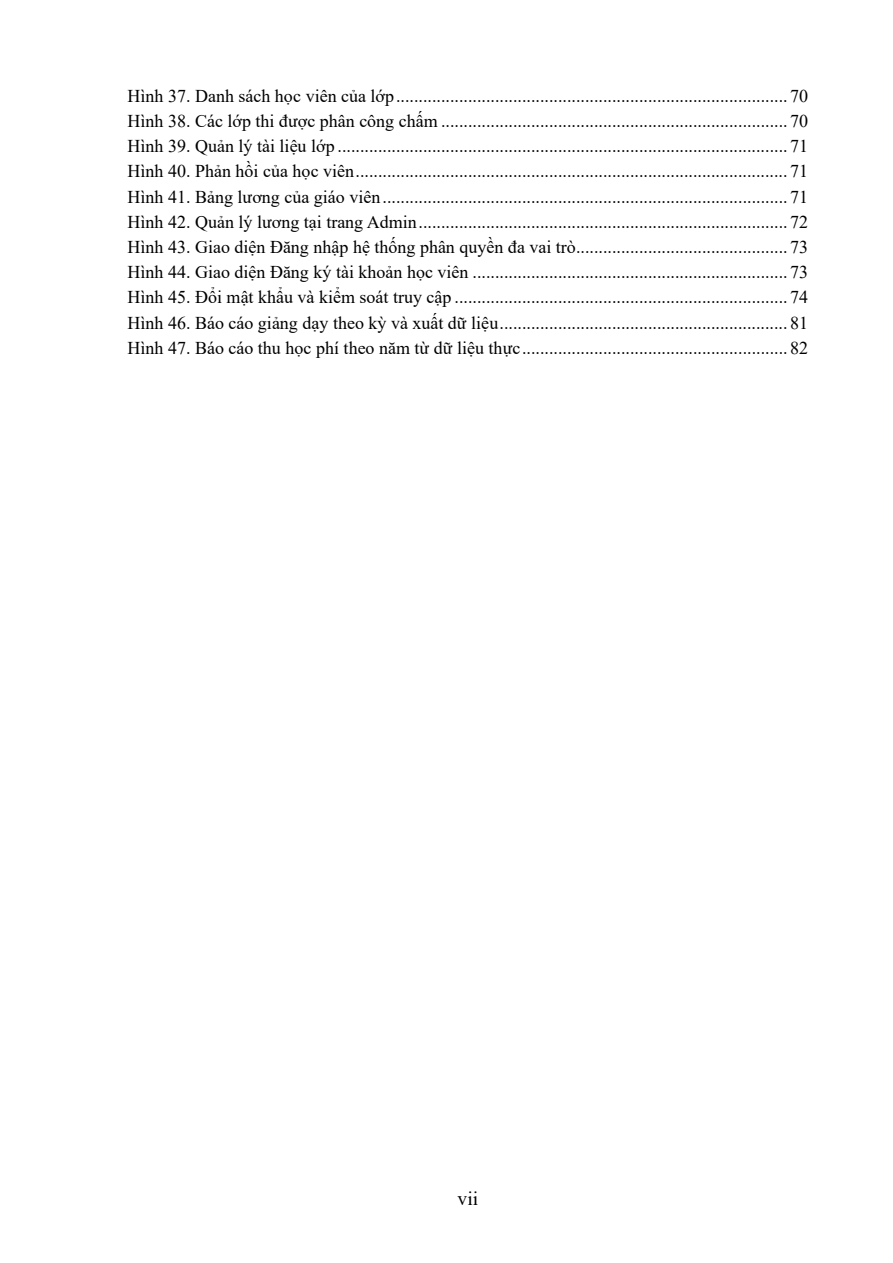 Hình 37. Danh sách học viên của lớp ........ 70
Hình 38. Các lớp thi được phân công chấm ........ 70
Hình 39. Quản lý tài liệu lớp ........ 71
Hình 40. Phản hồi của học viên ........ 71
Hình 41. Bảng lương của giáo viên ........ 71
Hình 42. Quản lý lương tại trang Admin ........ 72
Hình 43. Giao diện Đăng nhập hệ thống phân quyền đa vai trò ........ 73
Hình 44. Giao diện Đăng ký tài khoản học viên ........ 73
Hình 45. Đổi mật khẩu và kiểm soát truy cập ........ 74
Hình 46. Báo cáo giảng dạy theo kỳ và xuất dữ liệu ........ 81
Hình 47. Báo cáo thu học phí theo năm từ dữ liệu thực ........ 82
vii